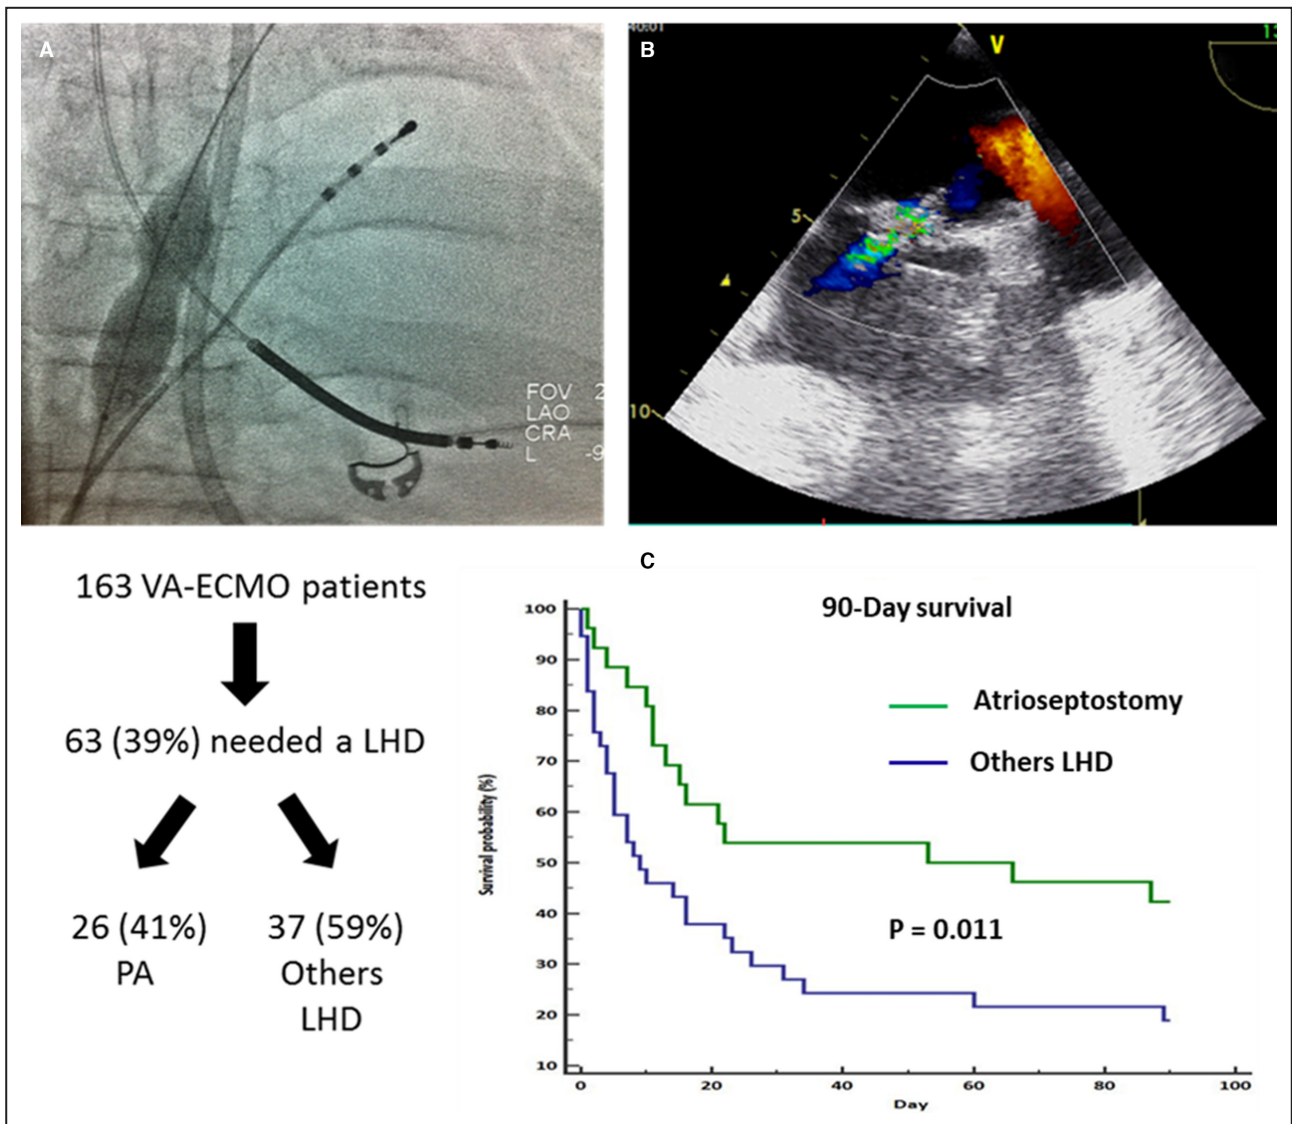 A
FOV 2
LAO
CRA
L -9
B
V
5
10
163 VA-ECMO patients
63 (39%) needed a LHD
26 (41%)
PA
37 (59%)
Others
LHD
C
90-Day survival
Atrioseptostomy
Others LHD
P = 0.011
Survival probability (%)
100
90
80
70
60
50
40
30
20
10
0 20 40 60 80 100
Day